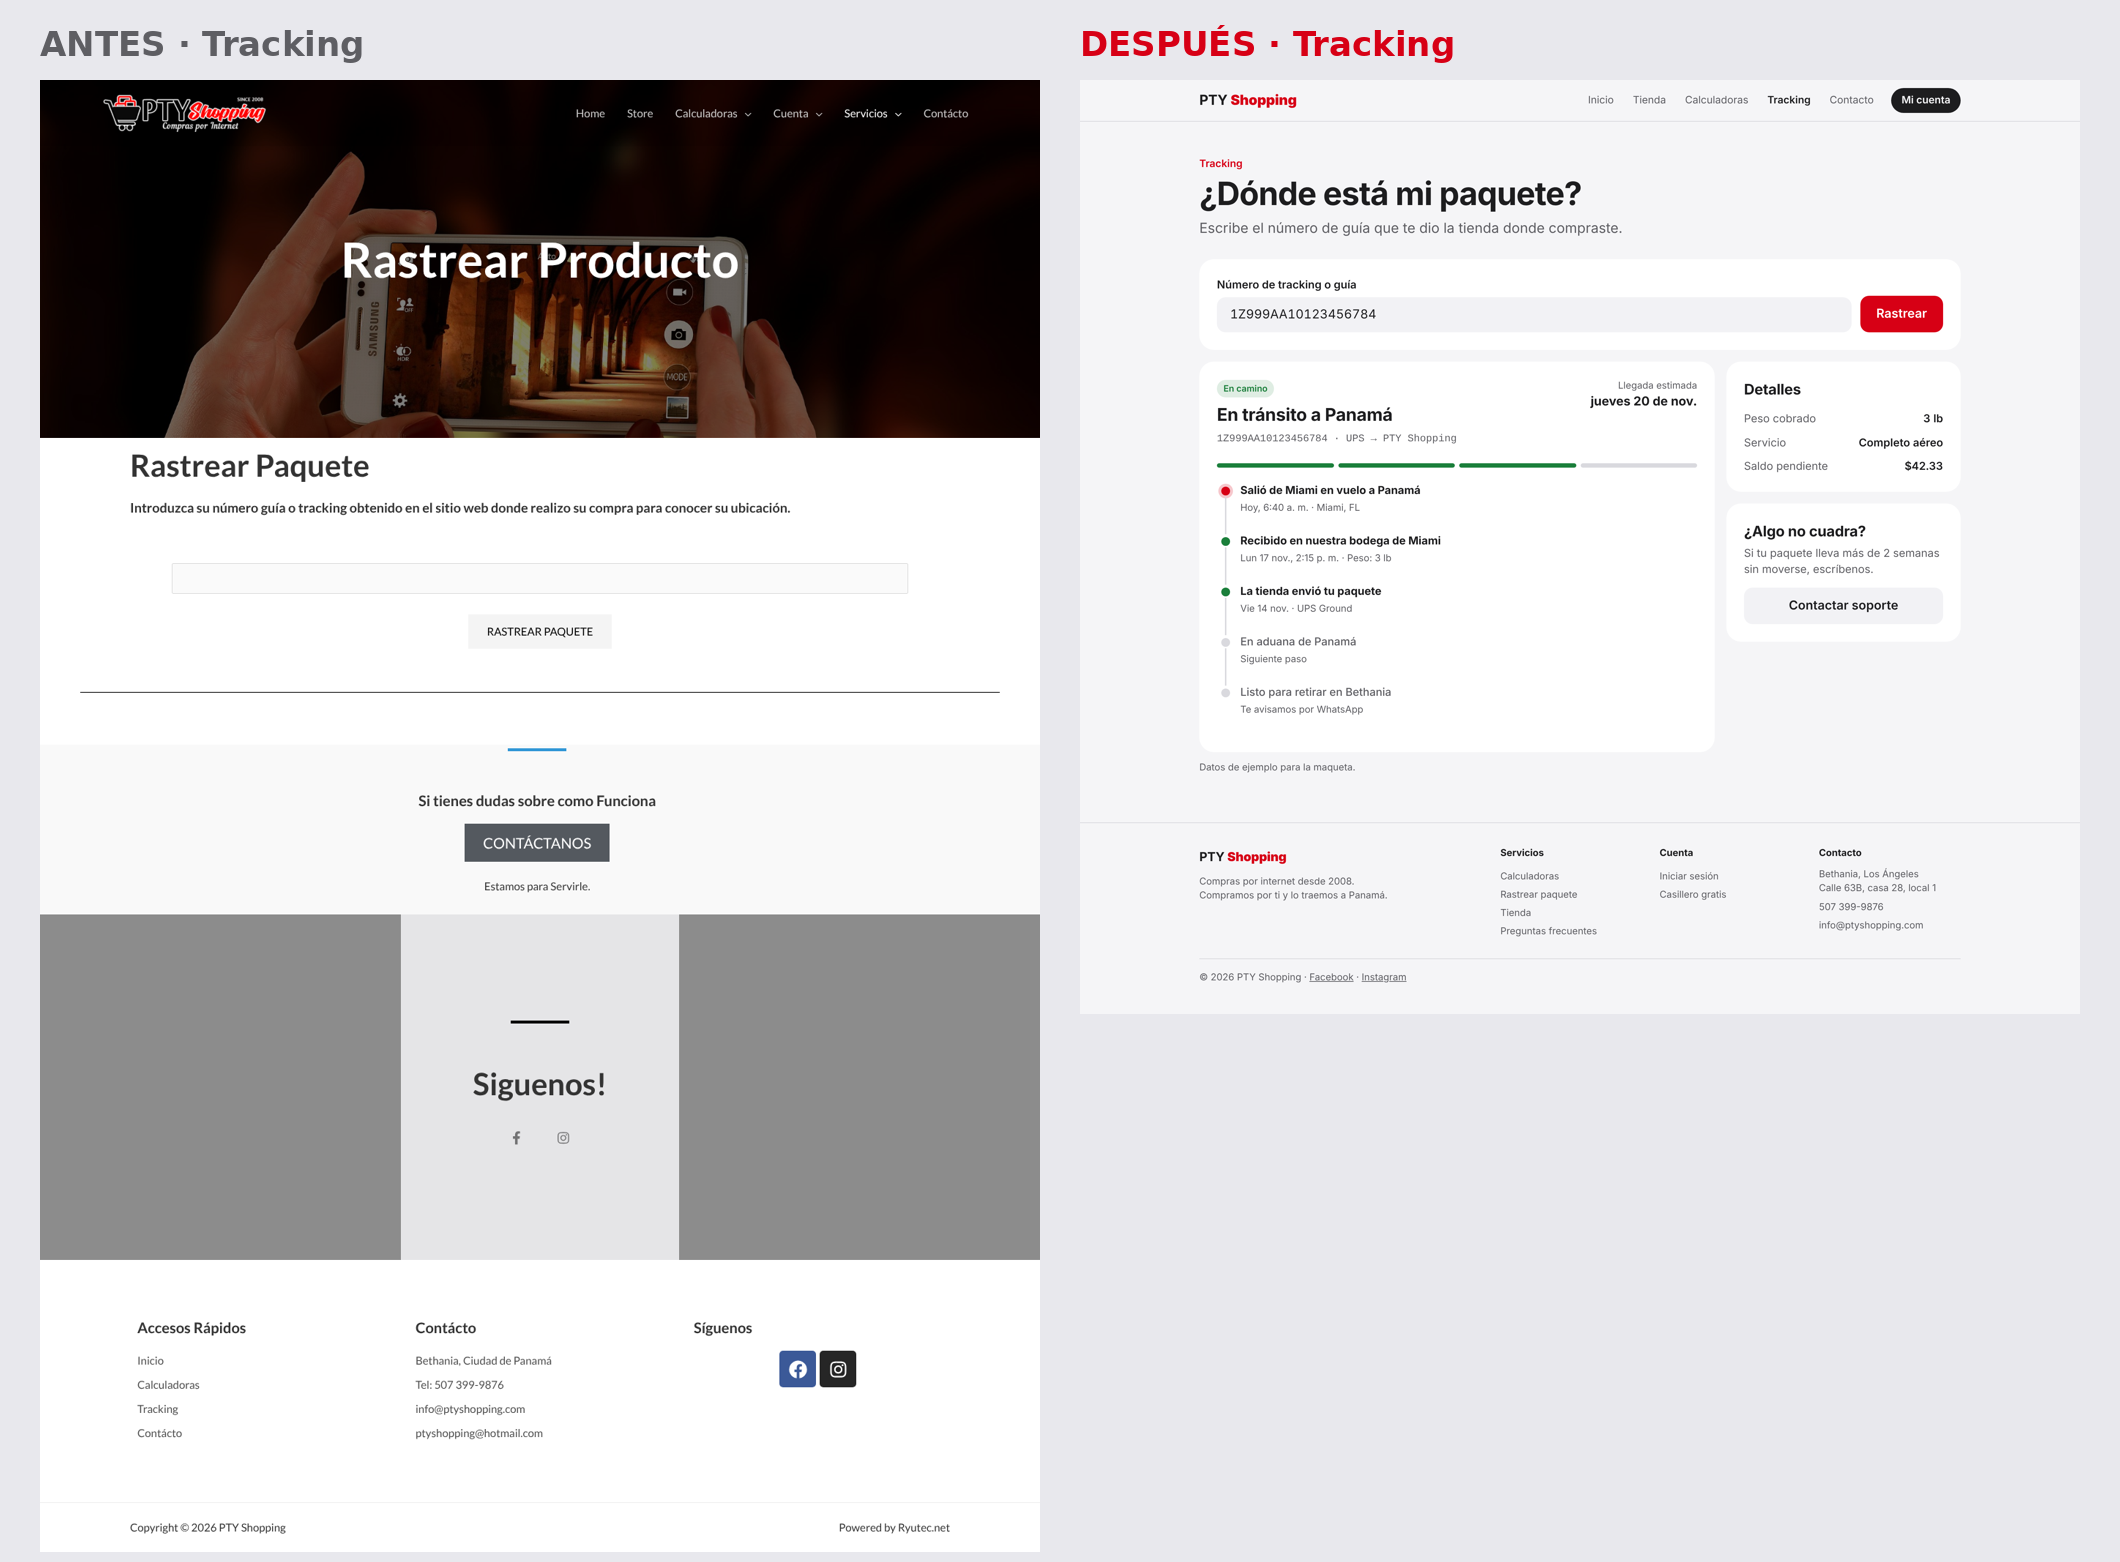 ANTES · Tracking
PTY Shopping
SINCE 2008
Compras por Internet
Home
Store
Calculadoras
Cuenta
Servicios
Contácto
Rastrear Producto
SAMSUNG
Auto
OFF
HDR
MODE
Rastrear Paquete
Introduzca su número guía o tracking obtenido en el sitio web donde realizo su compra para conocer su ubicación.
RASTREAR PAQUETE
Si tienes dudas sobre como Funciona
CONTÁCTANOS
Estamos para Servirle.
Siguenos!
Accesos Rápidos
Inicio
Calculadoras
Tracking
Contácto
Contácto
Bethania, Ciudad de Panamá
Tel: 507 399-9876
info@ptyshopping.com
ptyshopping@hotmail.com
Síguenos
Copyright © 2026 PTY Shopping
Powered by Ryutec.net
DESPUÉS · Tracking
PTY Shopping
Inicio
Tienda
Calculadoras
Tracking
Contacto
Mi cuenta
Tracking
¿Dónde está mi paquete?
Escribe el número de guía que te dio la tienda donde compraste.
Número de tracking o guía
1Z999AA10123456784
Rastrear
En camino
En tránsito a Panamá
1Z999AA10123456784 · UPS → PTY Shopping
Llegada estimada
jueves 20 de nov.
Salió de Miami en vuelo a Panamá
Hoy, 6:40 a. m. · Miami, FL
Recibido en nuestra bodega de Miami
Lun 17 nov., 2:15 p. m. · Peso: 3 lb
La tienda envió tu paquete
Vie 14 nov. · UPS Ground
En aduana de Panamá
Siguiente paso
Listo para retirar en Bethania
Te avisamos por WhatsApp
Detalles
Peso cobrado 3 lb
Servicio Completo aéreo
Saldo pendiente $42.33
¿Algo no cuadra?
Si tu paquete lleva más de 2 semanas
sin moverse, escríbenos.
Contactar soporte
Datos de ejemplo para la maqueta.
PTY Shopping
Compras por internet desde 2008.
Compramos por ti y lo traemos a Panamá.
Servicios
Calculadoras
Rastrear paquete
Tienda
Preguntas frecuentes
Cuenta
Iniciar sesión
Casillero gratis
Contacto
Bethania, Los Ángeles
Calle 63B, casa 28, local 1
507 399-9876
info@ptyshopping.com
© 2026 PTY Shopping · Facebook · Instagram